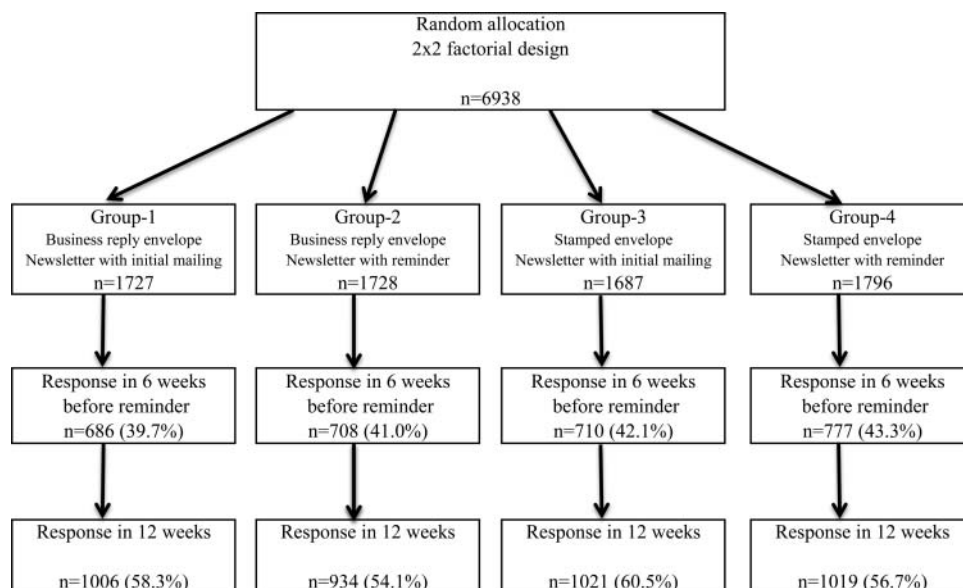 Random allocation
2x2 factorial design
n=6938
Group-1
Business reply envelope
Newsletter with initial mailing
n=1727
Group-2
Business reply envelope
Newsletter with reminder
n=1728
Group-3
Stamped envelope
Newsletter with initial mailing
n=1687
Group-4
Stamped envelope
Newsletter with reminder
n=1796
Response in 6 weeks
before reminder
n=686 (39.7%)
Response in 6 weeks
before reminder
n=708 (41.0%)
Response in 6 weeks
before reminder
n=710 (42.1%)
Response in 6 weeks
before reminder
n=777 (43.3%)
Response in 12 weeks
n=1006 (58.3%)
Response in 12 weeks
n=934 (54.1%)
Response in 12 weeks
n=1021 (60.5%)
Response in 12 weeks
n=1019 (56.7%)